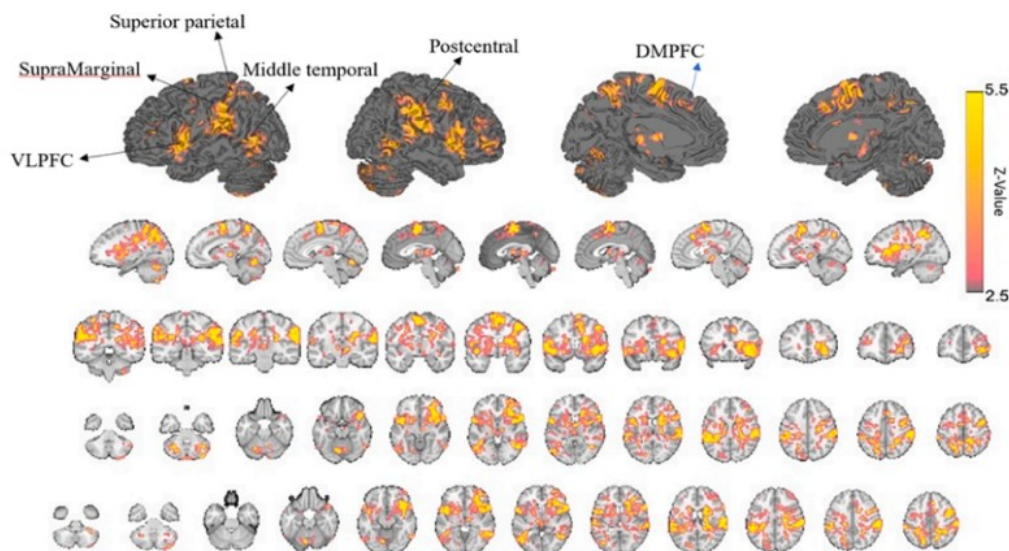 Superior parietal
Postcentral
DMPFC
SupraMarginal
Middle temporal
VLPFC
5.5
Z-Value
2.5